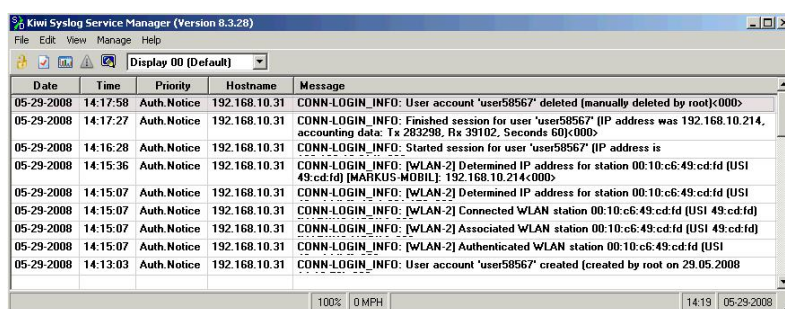 Kiwi Syslog Service Manager (Version 8.3.28)
File Edit View Manage Help
Display 00 (Default)
Date Time Priority Hostname Message
05-29-2008 14:17:58 Auth.Notice 192.168.10.31 CONN-LOGIN_INFO: User account 'user58567' deleted (manually deleted by root)<000>
05-29-2008 14:17:27 Auth.Notice 192.168.10.31 CONN-LOGIN_INFO: Finished session for user 'user58567' (IP address was 192.168.10.214,
accounting data: Tx 283298, Rx 39102, Seconds 60)<000>
05-29-2008 14:16:28 Auth.Notice 192.168.10.31 CONN-LOGIN_INFO: Started session for user 'user58567' (IP address is
05-29-2008 14:15:36 Auth.Notice 192.168.10.31 CONN-LOGIN_INFO: [WLAN-2] Determined IP address for station 00:10:c6:49:cd:fd (USI
49:cd:fd) [MARKUS-MOBIL]: 192.168.10.214<000>
05-29-2008 14:15:07 Auth.Notice 192.168.10.31 CONN-LOGIN_INFO: [WLAN-2] Determined IP address for station 00:10:c6:49:cd:fd (USI
05-29-2008 14:15:07 Auth.Notice 192.168.10.31 CONN-LOGIN_INFO: [WLAN-2] Connected WLAN station 00:10:c6:49:cd:fd (USI 49:cd:fd)
05-29-2008 14:15:07 Auth.Notice 192.168.10.31 CONN-LOGIN_INFO: [WLAN-2] Associated WLAN station 00:10:c6:49:cd:fd (USI 49:cd:fd)
05-29-2008 14:15:07 Auth.Notice 192.168.10.31 CONN-LOGIN_INFO: [WLAN-2] Authenticated WLAN station 00:10:c6:49:cd:fd (USI
05-29-2008 14:13:03 Auth.Notice 192.168.10.31 CONN-LOGIN_INFO: User account 'user58567' created (created by root on 29.05.2008
100% 0 MPH 14:19 05-29-2008